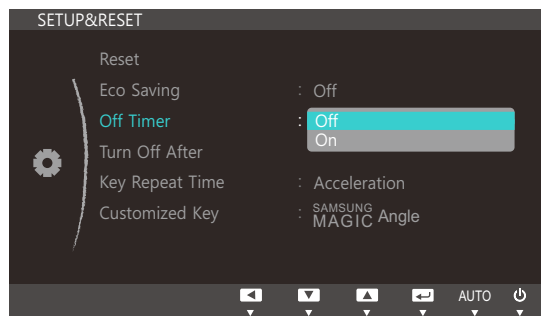 SETUP&RESET
Reset
Eco Saving : Off
Off Timer : Off
On
Turn Off After
Key Repeat Time : Acceleration
Customized Key : SAMSUNG MAGIC Angle
AUTO